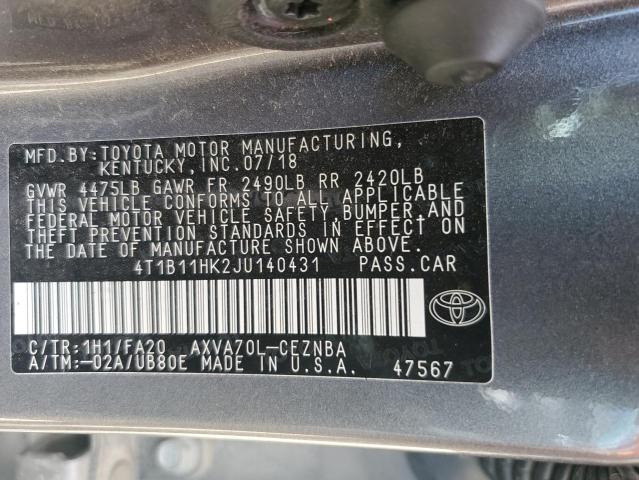 MFD.BY:TOYOTA MOTOR MANUFACTURING,
KENTUCKY,INC.07/18
GVWR 4475LB GAWR FR 2490LB RR 2420LB
THIS VEHICLE CONFORMS TO ALL APPLICABLE
FEDERAL MOTOR VEHICLE SAFETY,BUMPER,AND
THEFT PREVENTION STANDARDS IN EFFECT ON
THE DATE OF MANUFACTURE SHOWN ABOVE.
4T1B11HK2JU140431 PASS.CAR
C/TR:1H1/FA20 AXVA70L-CEZNBA
A/TM:-02A/UB80E MADE IN U.S.A. 47567